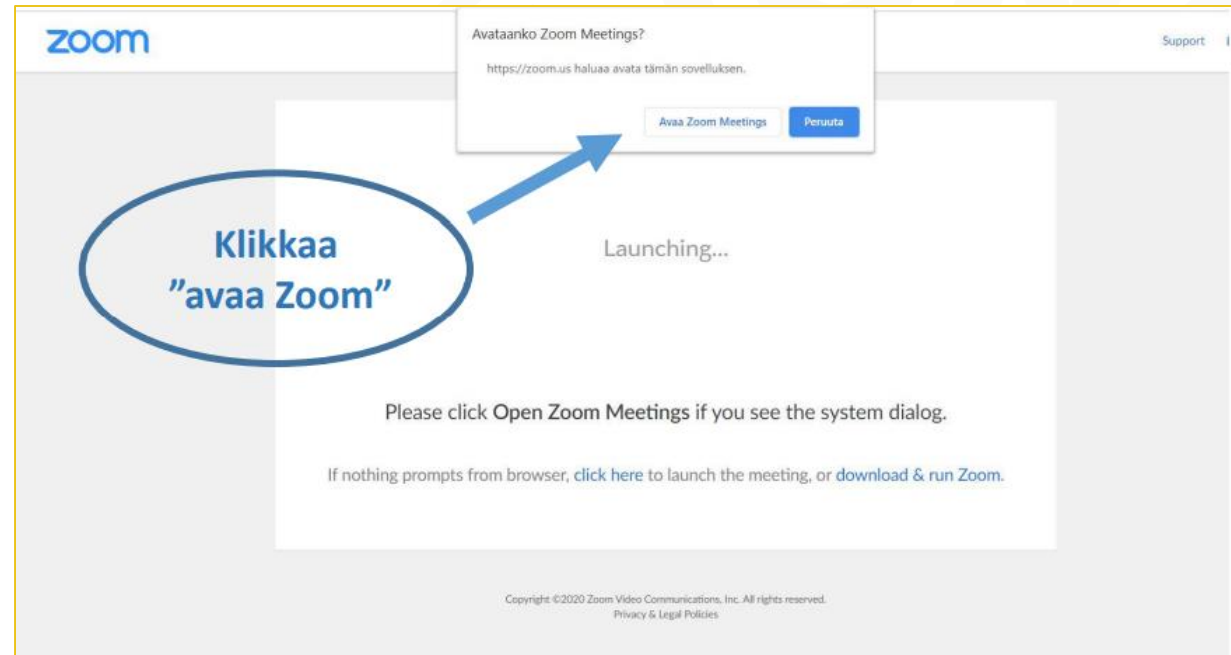 zoom
Avataanko Zoom Meetings?
https://zoom.us haluaa avata tämän sovelluksen.
Avaa Zoom Meetings
Peruuta
Support
Klikkaa
”avaa Zoom”
Launching...
Please click Open Zoom Meetings if you see the system dialog.
If nothing prompts from browser, click here to launch the meeting, or download & run Zoom.
Copyright ©2020 Zoom Video Communications, Inc. All rights reserved.
Privacy & Legal Policies